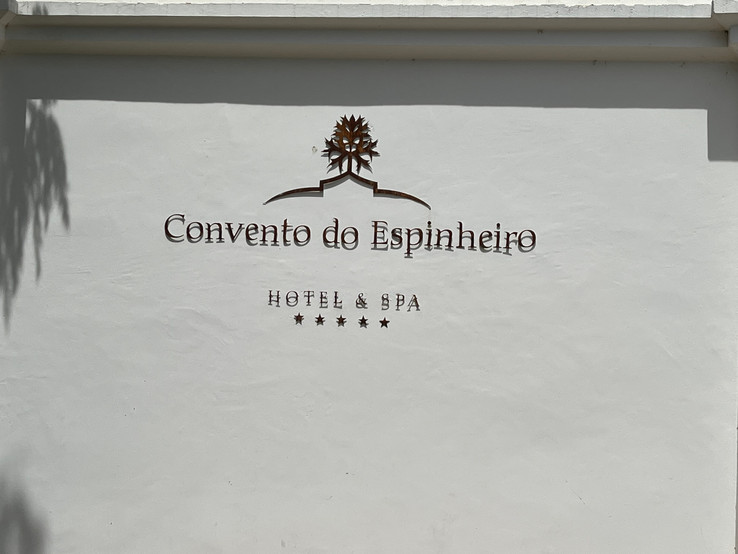 Convento do Espinheiro
HOTEL & SPA
★★★★★